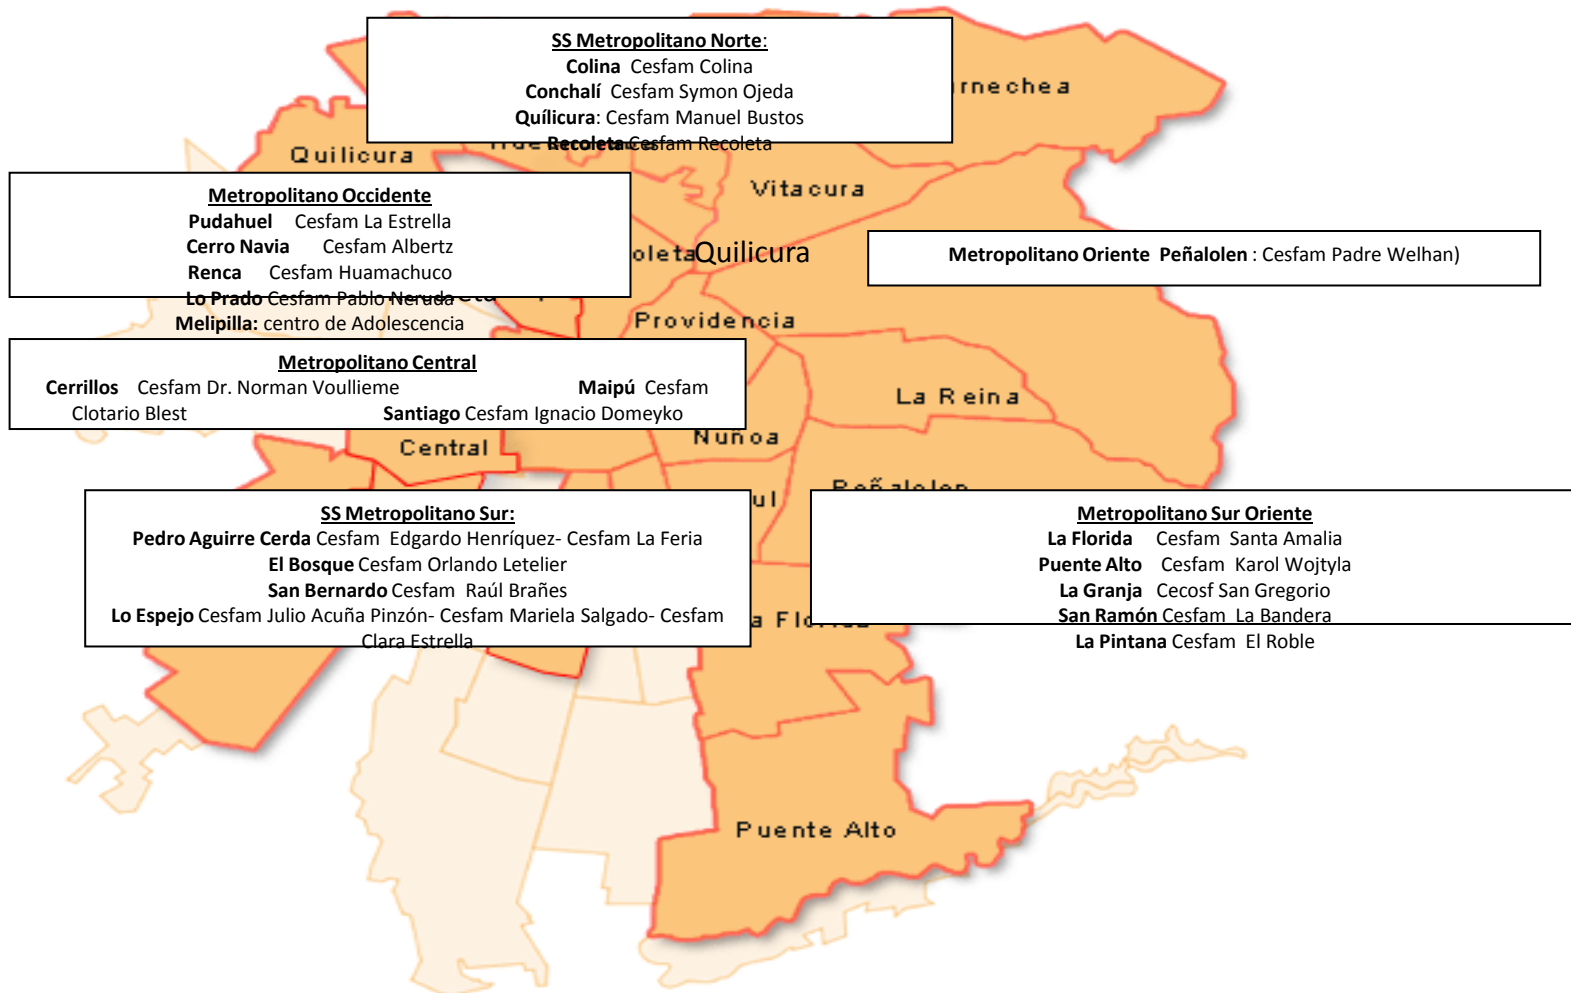 SS Metropolitano Norte:
Colina Cesfam Colina
Conchalí Cesfam Symon Ojeda
Quílicura: Cesfam Manuel Bustos
Recoleta Cesfam Recoleta
rnechea
Quilicura
Vitacura
Metropolitano Occidente
Pudahuel Cesfam La Estrella
Cerro Navia Cesfam Albertz
Renca Cesfam Huamachuco
Lo Prado Cesfam Pablo Neruda
Melipilla: centro de Adolescencia
oleta
Quilicura
Metropolitano Oriente Peñalolen : Cesfam Padre Welhan)
Providencia
Metropolitano Central
Cerrillos Cesfam Dr. Norman Voullieme Maipú Cesfam
Clotario Blest Santiago Cesfam Ignacio Domeyko
La Reina
Central
Nuñoa
ul
Peñalolen
SS Metropolitano Sur:
Pedro Aguirre Cerda Cesfam Edgardo Henríquez- Cesfam La Feria
El Bosque Cesfam Orlando Letelier
San Bernardo Cesfam Raúl Brañes
Lo Espejo Cesfam Julio Acuña Pinzón- Cesfam Mariela Salgado- Cesfam
Clara Estrella
Metropolitano Sur Oriente
La Florida Cesfam Santa Amalia
Puente Alto Cesfam Karol Wojtyla
La Granja Cecosf San Gregorio
San Ramón Cesfam La Bandera
La Pintana Cesfam El Roble
a Florida
Puente Alto